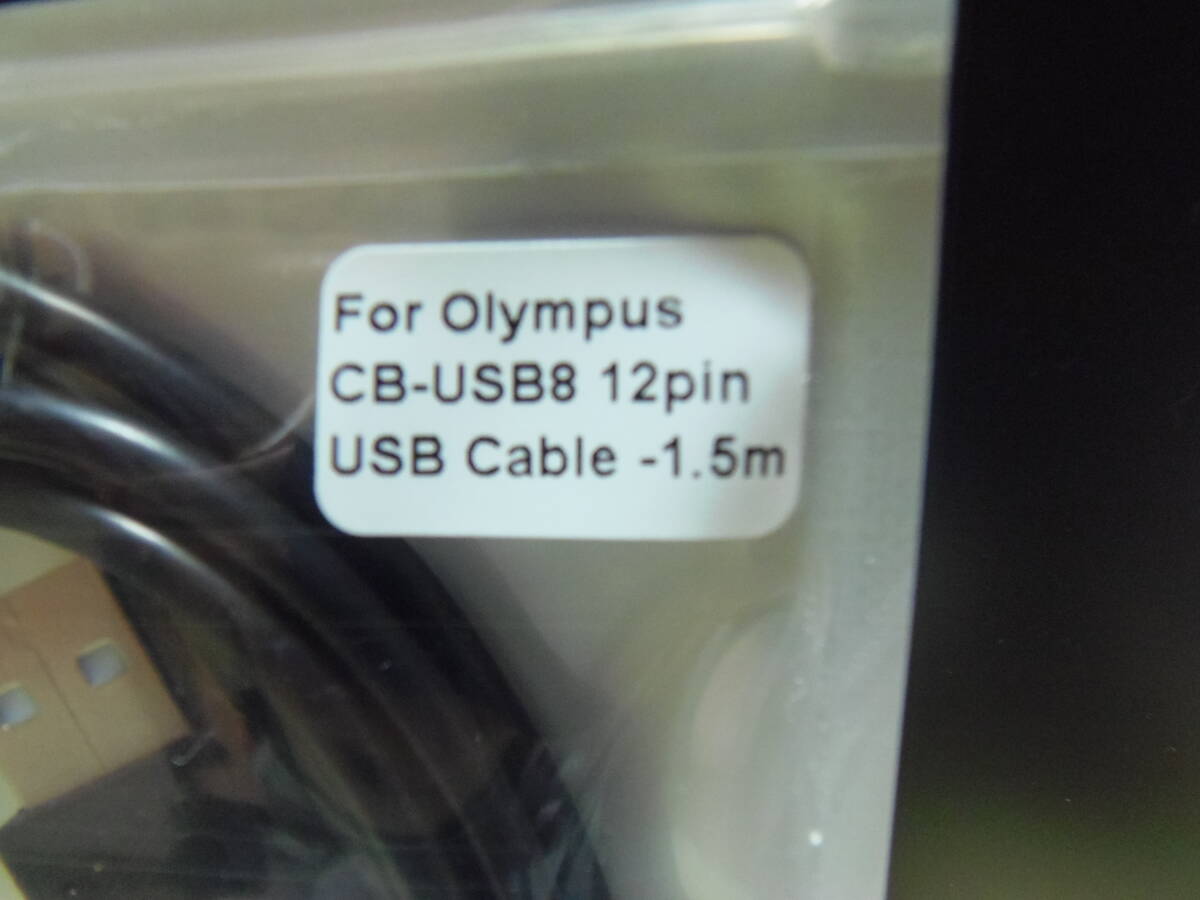 For Olympus
CB-USB8 12pin
USB Cable -1.5m